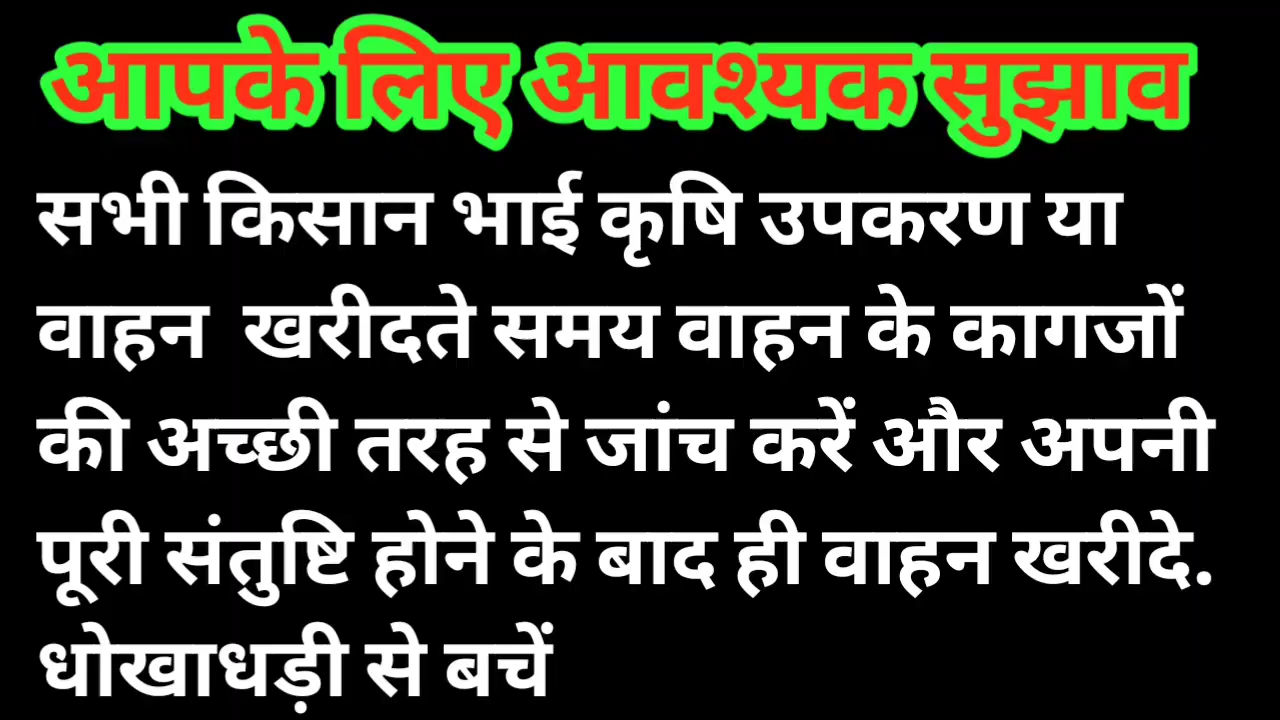 आपके लिए आवश्यक सुझाव
सभी किसान भाई कृषि उपकरण या
वाहन खरीदते समय वाहन के कागजों
की अच्छी तरह से जांच करें और अपनी
पूरी संतुष्टि होने के बाद ही वाहन खरीदे.
धोखाधड़ी से बचें